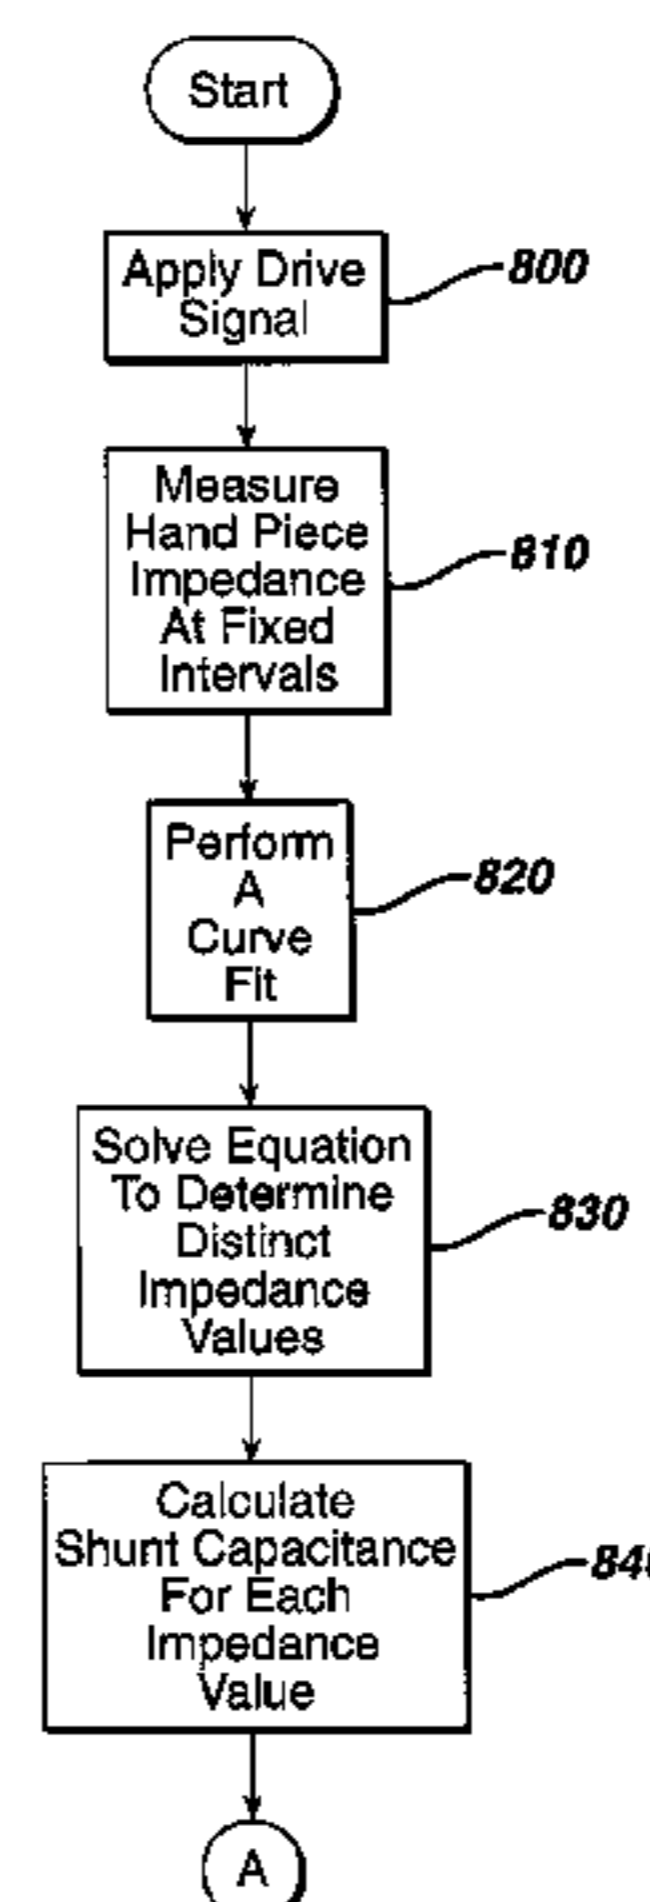 Start
Apply Drive
Signal
800
Measure
Hand Piece
Impedance
At Fixed
Intervals
810
Perform
A
Curve
Fit
820
Solve Equation
To Determine
Distinct
Impedance
Values
830
Calculate
Shunt Capacitance
For Each
Impedance
Value
840
A